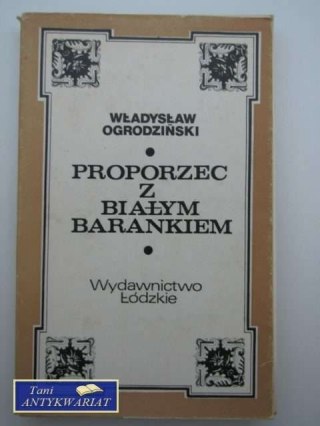 WŁADYSŁAW
OGRODZIŃSKI
PROPORZEC
Z
BIAŁYM
BARANKIEM
Wydawnictwo
Łódzkie
Tani
ANTYKWARIAT